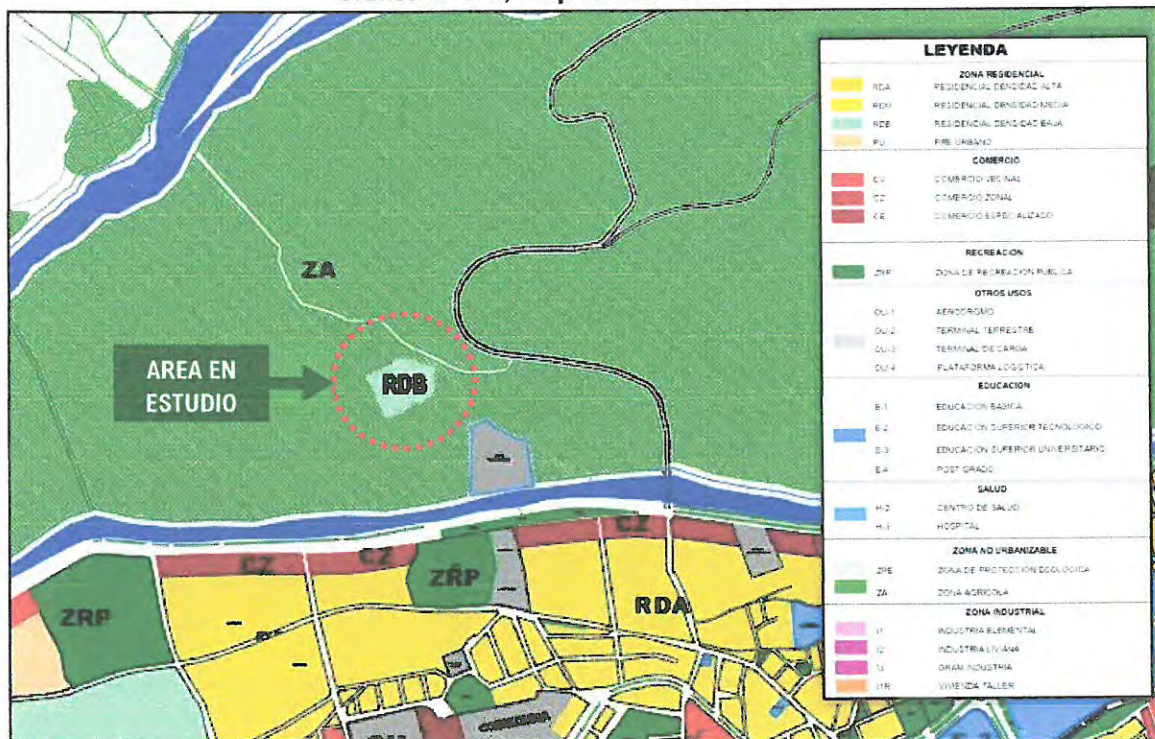 ZA
AREA EN
ESTUDIO
RDB
CZ
CZ
CZ
ZRP
ZRP
RDA
LEYENDA
ZONA RESIDENCIAL
RDA RESIDENCIAL DENSIDAD ALTA
RDM RESIDENCIAL DENSIDAD MEDIA
RDB RESIDENCIAL DENSIDAD BAJA
PU PRE URBANO
COMERCIO
CV COMERCIO VECINAL
CZ COMERCIO ZONAL
CE COMERCIO ESPECIALIZADO
RECREACION
ZRP ZONA DE RECREACION PUBLICA
OTROS USOS
OU-1 AERODROMO
OU-2 TERMINAL TERRESTRE
OU-3 TERMINAL DE CARGA
OU-4 PLATAFORMA LOGISTICA
EDUCACION
E-1 EDUCACION BASICA
E-2 EDUCACION SUPERIOR TECNOLOGICO
E-3 EDUCACION SUPERIOR UNIVERSITARIO
E-4 POST GRADO
SALUD
H-2 CENTRO DE SALUD
H-3 HOSPITAL
ZONA NO URBANIZABLE
ZPE ZONA DE PROTECCION ECOLOGICA
ZA ZONA AGRICOLA
ZONA INDUSTRIAL
I1 INDUSTRIA ELEMENTAL
I2 INDUSTRIA LIVIANA
I3 GRAN INDUSTRIA
I1R VIVIENDA TALLER